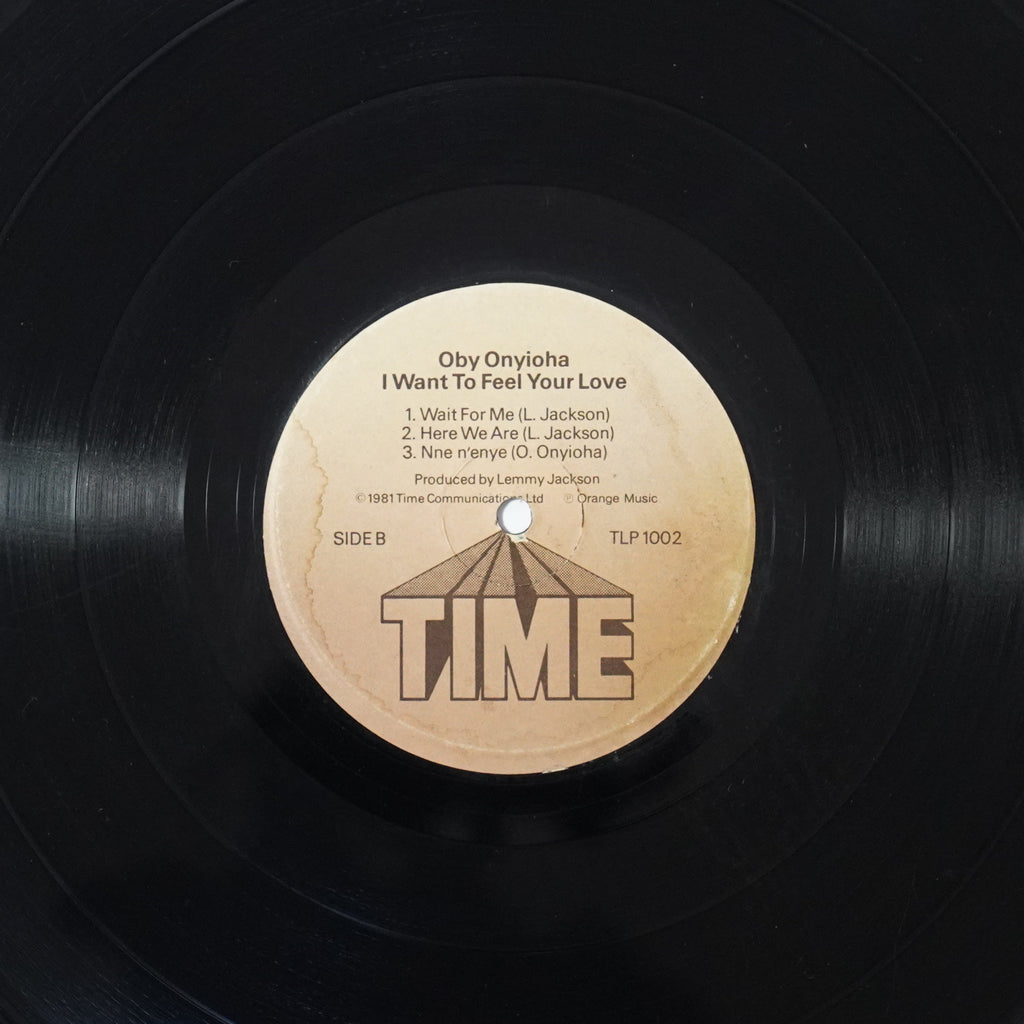 Oby Onyioha
I Want To Feel Your Love
1. Wait For Me (L. Jackson)
2. Here We Are (L. Jackson)
3. Nne n'enye (O. Onyioha)
Produced by Lemmy Jackson
© 1981 Time Communications Ltd ℗ Orange Music
SIDE B TLP 1002
TIME